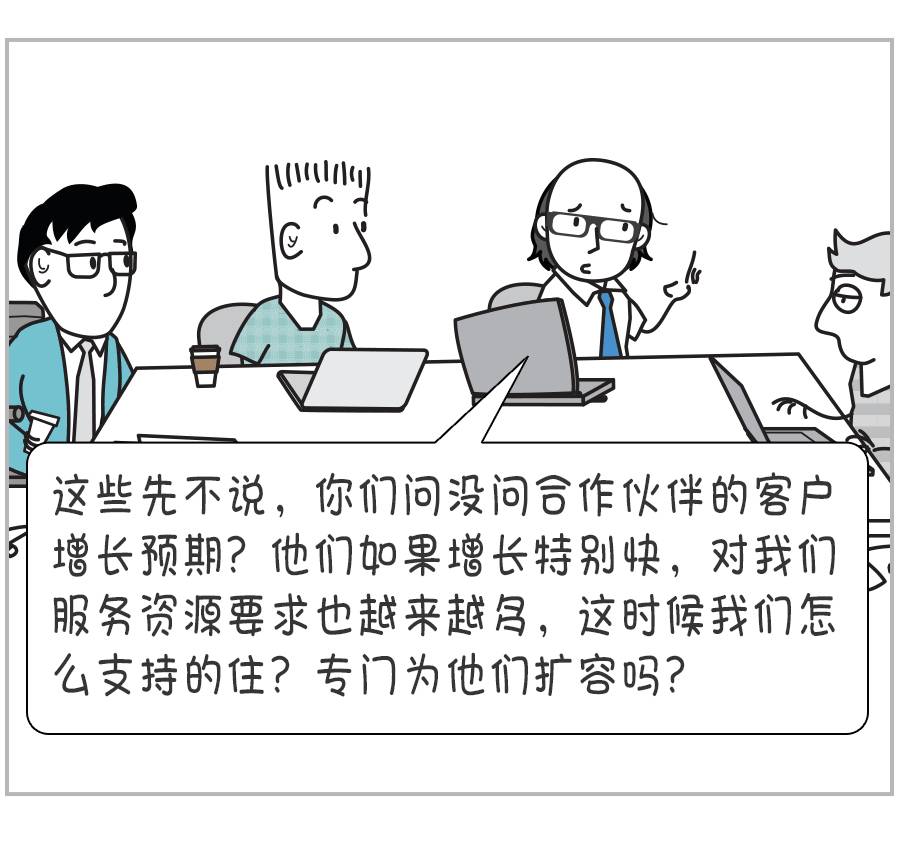 这些先不说，你们问没问合作伙伴的客户
增长预期？他们如果增长特别快，对我们
服务资源要求也越来越多，这时候我们怎
么支持的住？专门为他们扩容吗？